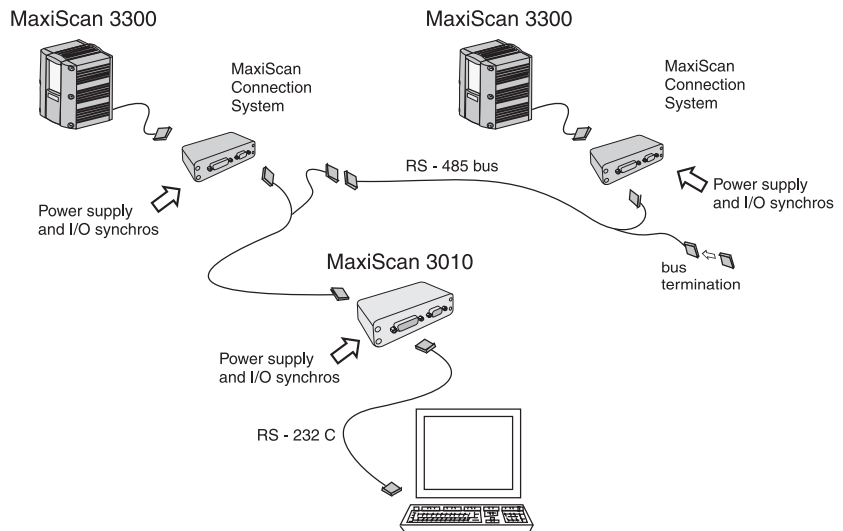 MaxiScan 3300
MaxiScan 3300
MaxiScan
Connection
System
MaxiScan
Connection
System
RS - 485 bus
Power supply
and I/O synchros
Power supply
and I/O synchros
bus
termination
MaxiScan 3010
Power supply
and I/O synchros
RS - 232 C